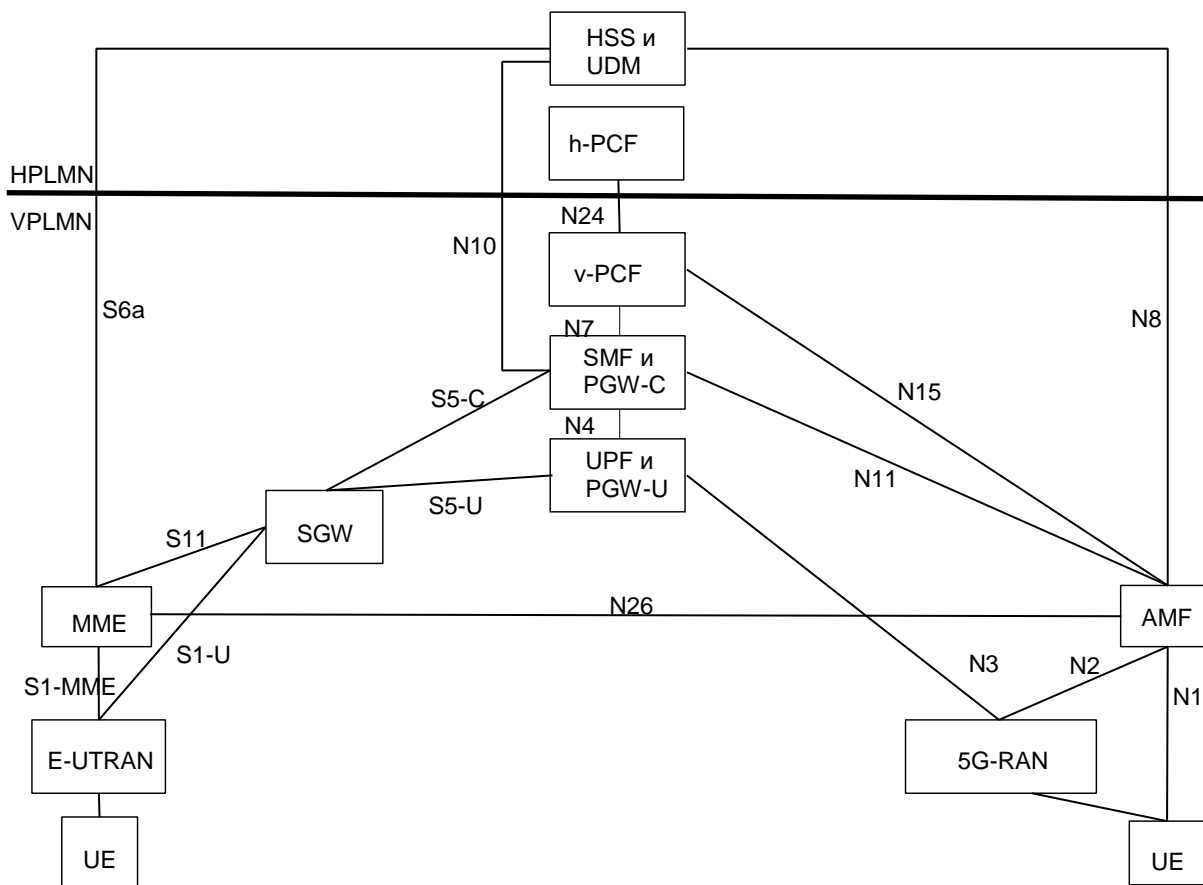 HSS и
UDM
h-PCF
HPLMN
VPLMN
N24
N10
v-PCF
S6a
N8
N7
SMF и
PGW-C
S5-C
N15
N4
UPF и
PGW-U
N11
S5-U
SGW
S11
N26
MME
AMF
S1-U
N3
N2
S1-MME
N1
E-UTRAN
5G-RAN
UE
UE